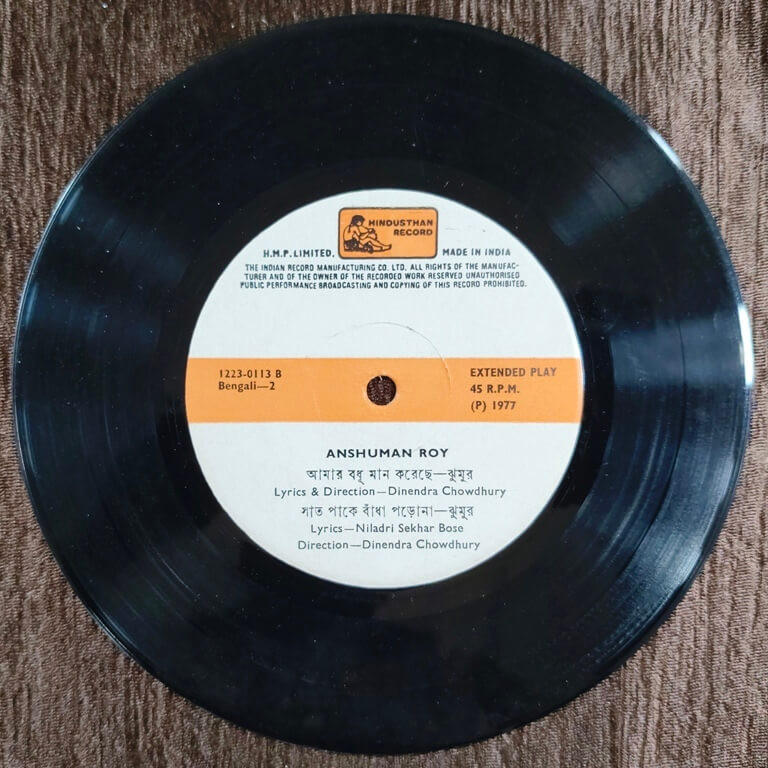 HINDUSTHAN
RECORD
H.M.P. LIMITED. MADE IN INDIA
THE INDIAN RECORD MANUFACTURING CO. LTD. ALL RIGHTS OF THE MANUFAC-
TURER AND OF THE OWNER OF THE RECORDED WORK RESERVED UNAUTHORISED
PUBLIC PERFORMANCE BROADCASTING AND COPYING OF THIS RECORD PROHIBITED.
1223-0113 B
Bengali—2
EXTENDED PLAY
45 R.P.M.
(P) 1977
ANSHUMAN ROY
আমার বধূ মান করেছে—ঝুমুর
Lyrics & Direction—Dinendra Chowdhury
সাত পাকে বাঁধা পড়োনা—ঝুমুর
Lyrics—Niladri Sekhar Bose
Direction—Dinendra Chowdhury